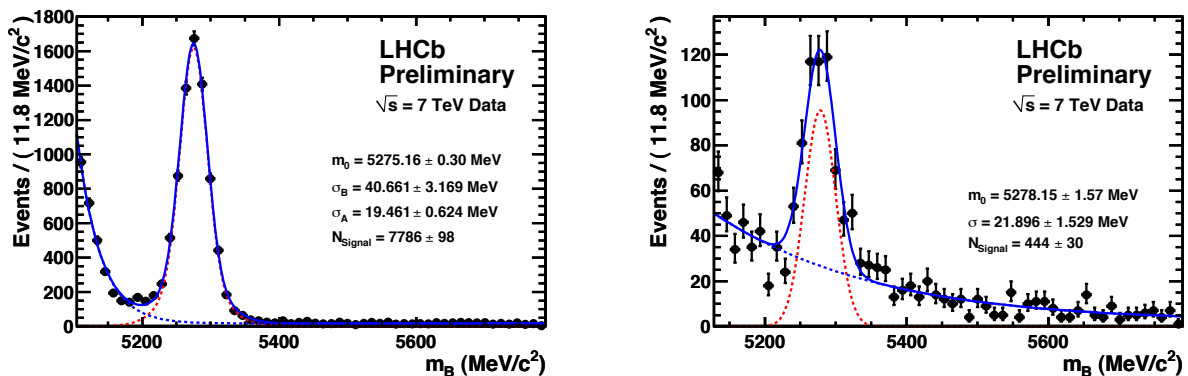 Events / ( 11.8 MeV/c²)
1800
1600
1400
1200
1000
800
600
400
200
0
LHCb
Preliminary
√s = 7 TeV Data
m₀ = 5275.16 ± 0.30 MeV
σ_B = 40.661 ± 3.169 MeV
σ_A = 19.461 ± 0.624 MeV
N_Signal = 7786 ± 98
5200 5400 5600
m_B (MeV/c²)
Events / ( 11.8 MeV/c²)
120
100
80
60
40
20
0
LHCb
Preliminary
√s = 7 TeV Data
m₀ = 5278.15 ± 1.57 MeV
σ = 21.896 ± 1.529 MeV
N_Signal = 444 ± 30
5200 5400 5600
m_B (MeV/c²)